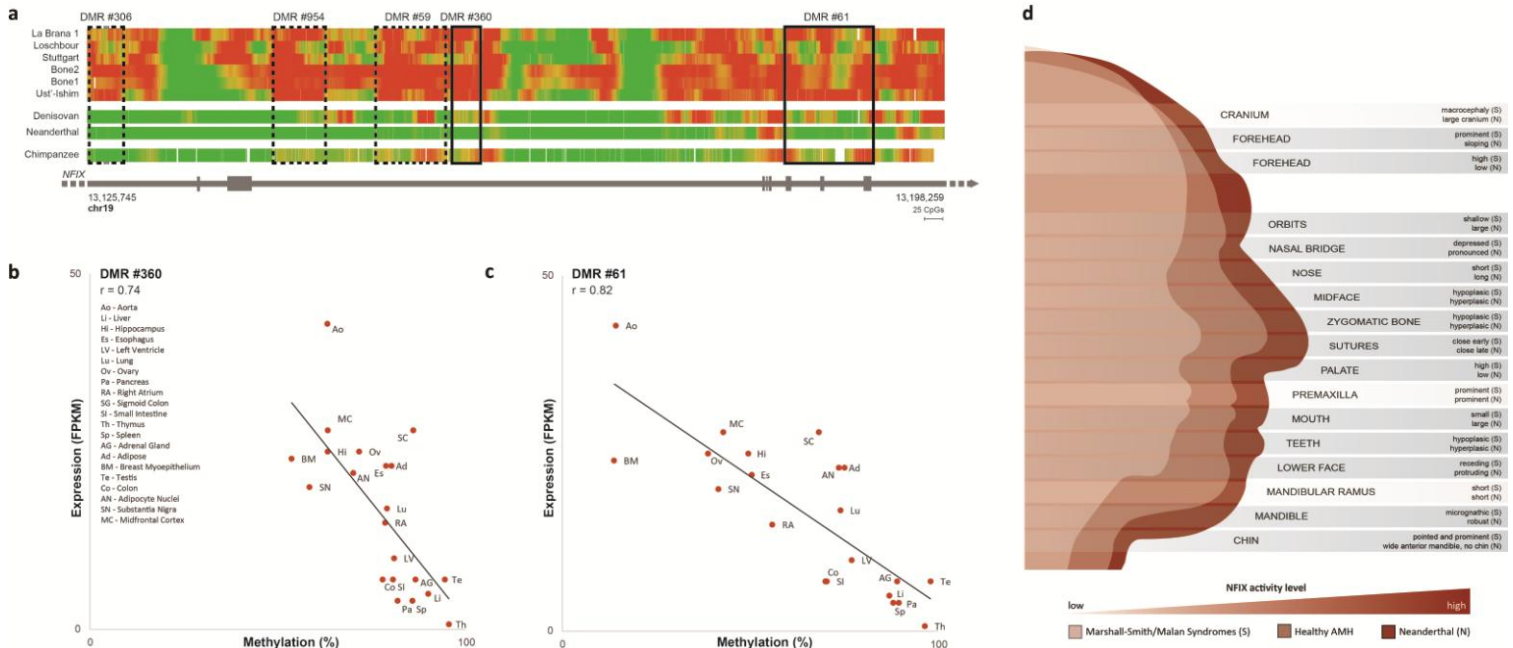 a
DMR #306
DMR #954
DMR #59
DMR #360
DMR #61
La Brana 1
Loschbour
Stuttgart
Bone2
Bone1
Ust'-Ishim
Denisovan
Neanderthal
Chimpanzee
NFIX
13,125,745
chr19
13,198,259
25 CpGs
b
DMR #360
r = 0.74
50
Ao - Aorta
Li - Liver
Hi - Hippocampus
Es - Esophagus
LV - Left Ventricle
Lu - Lung
Ov - Ovary
Pa - Pancreas
RA - Right Atrium
SG - Sigmoid Colon
SI - Small Intestine
Th - Thymus
Sp - Spleen
AG - Adrenal Gland
Ad - Adipose
BM - Breast Myoepithelium
Te - Testis
Co - Colon
AN - Adipocyte Nuclei
SN - Substantia Nigra
MC - Midfrontal Cortex
Expression (FPKM)
Ao
MC
SC
BM
Hi
Ov
Es
Ad
AN
SN
Lu
RA
LV
Co
SI
AG
Te
Li
Pa
Sp
Th
0
Methylation (%)
100
c
DMR #61
r = 0.82
50
Expression (FPKM)
Ao
MC
SC
BM
Ov
Hi
Es
AN
Ad
SN
Lu
RA
LV
Co
SI
AG
Te
Li
Pa
Sp
Th
0
0
Methylation (%)
100
d
CRANIUM
macrocephaly (S)
large cranium (N)
FOREHEAD
prominent (S)
sloping (N)
FOREHEAD
high (S)
low (N)
ORBITS
shallow (S)
large (N)
NASAL BRIDGE
depressed (S)
pronounced (N)
NOSE
short (S)
long (N)
MIDFACE
hypoplasic (S)
hyperplasic (N)
ZYGOMATIC BONE
hypoplasic (S)
hyperplasic (N)
SUTURES
close early (S)
close late (N)
PALATE
high (S)
low (N)
PREMAXILLA
prominent (S)
prominent (N)
MOUTH
small (S)
large (N)
TEETH
hypoplasic (S)
hyperplasic (N)
LOWER FACE
receding (S)
protruding (N)
MANDIBULAR RAMUS
short (S)
short (N)
MANDIBLE
micrognathic (S)
robust (N)
CHIN
pointed and prominent (S)
wide anterior mandible, no chin (N)
NFIX activity level
low
high
Marshall-Smith/Malan Syndromes (S)
Healthy AMH
Neanderthal (N)